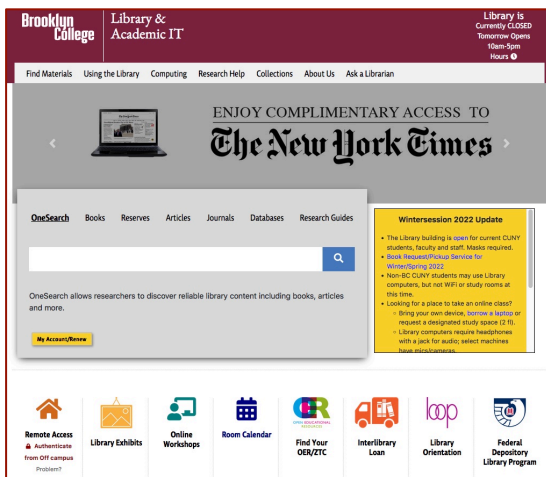 Brooklyn College
Library & Academic IT
Library is
Currently CLOSED
Tomorrow Opens
10am-5pm
Hours
Find Materials Using the Library Computing Research Help Collections About Us Ask a Librarian
ENJOY COMPLIMENTARY ACCESS TO
The New York Times
OneSearch Books Reserves Articles Journals Databases Research Guides
OneSearch allows researchers to discover reliable library content including books, articles
and more.
My Account/Renew
Wintersession 2022 Update
The Library building is open for current CUNY
students, faculty and staff. Masks required.
Book Request/Pickup Service for
Winter/Spring 2022
Non-BC CUNY students may use Library
computers, but not WiFi or study rooms at
this time.
Looking for a place to take an online class?
Bring your own device, borrow a laptop or
request a designated study space (2 fl).
Library computers require headphones
with a jack for audio; select machines
have mics/cameras.
Remote Access
Authenticate
from Off campus
Problem?
Library Exhibits
Online
Workshops
Room Calendar
OER
OPEN EDUCATIONAL
RESOURCES
Find Your
OER/ZTC
Interlibrary
Loan
loop
Library
Orientation
Federal
Depository
Library Program